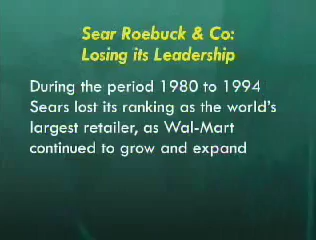 Sear Roebuck & Co:
Losing its Leadership
During the period 1980 to 1994
Sears lost its ranking as the world's
largest retailer, as Wal-Mart
continued to grow and expand